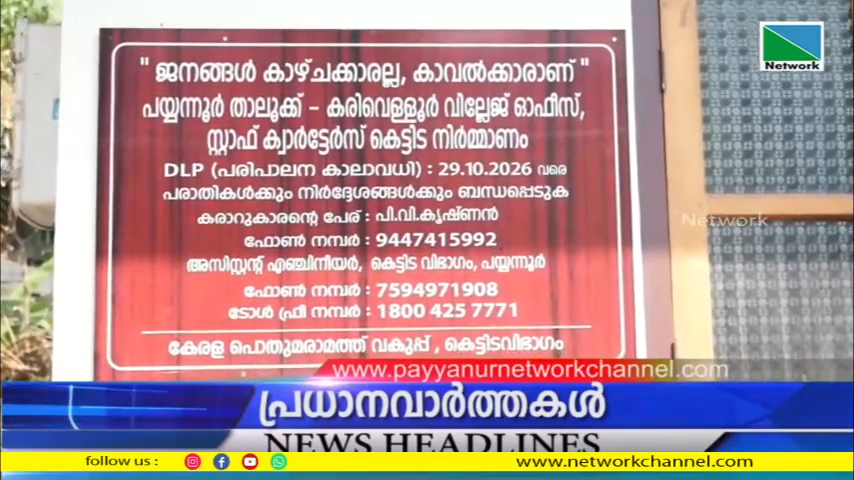 " ജനങ്ങൾ കാഴ്ചക്കാരല്ല, കാവൽക്കാരാണ് "
പയ്യന്നൂർ താലൂക്ക് – കരിവെള്ളൂർ വില്ലേജ് ഓഫീസ്,
സ്റ്റാഫ് ക്വാർട്ടേർസ് കെട്ടിട നിർമ്മാണം
DLP (പരിപാലന കാലാവധി) : 29.10.2026 വരെ
പരാതികൾക്കും നിർദ്ദേശങ്ങൾക്കും ബന്ധപ്പെടുക
കരാറുകാരന്റെ പേര് : പി.വി.കൃഷ്ണൻ
ഫോൺ നമ്പർ : 9447415992
അസിസ്റ്റന്റ് എഞ്ചിനീയർ, കെട്ടിട വിഭാഗം, പയ്യന്നൂർ
ഫോൺ നമ്പർ : 7594971908
ടോൾ ഫ്രീ നമ്പർ : 1800 425 7771
കേരള പൊതുമരാമത്ത് വകുപ്പ് , കെട്ടിടവിഭാഗം
Network
Network
www.payyanurnetworkchannel.com
പ്രധാനവാർത്തകൾ
NEWS HEADLINES
follow us :
www.networkchannel.com